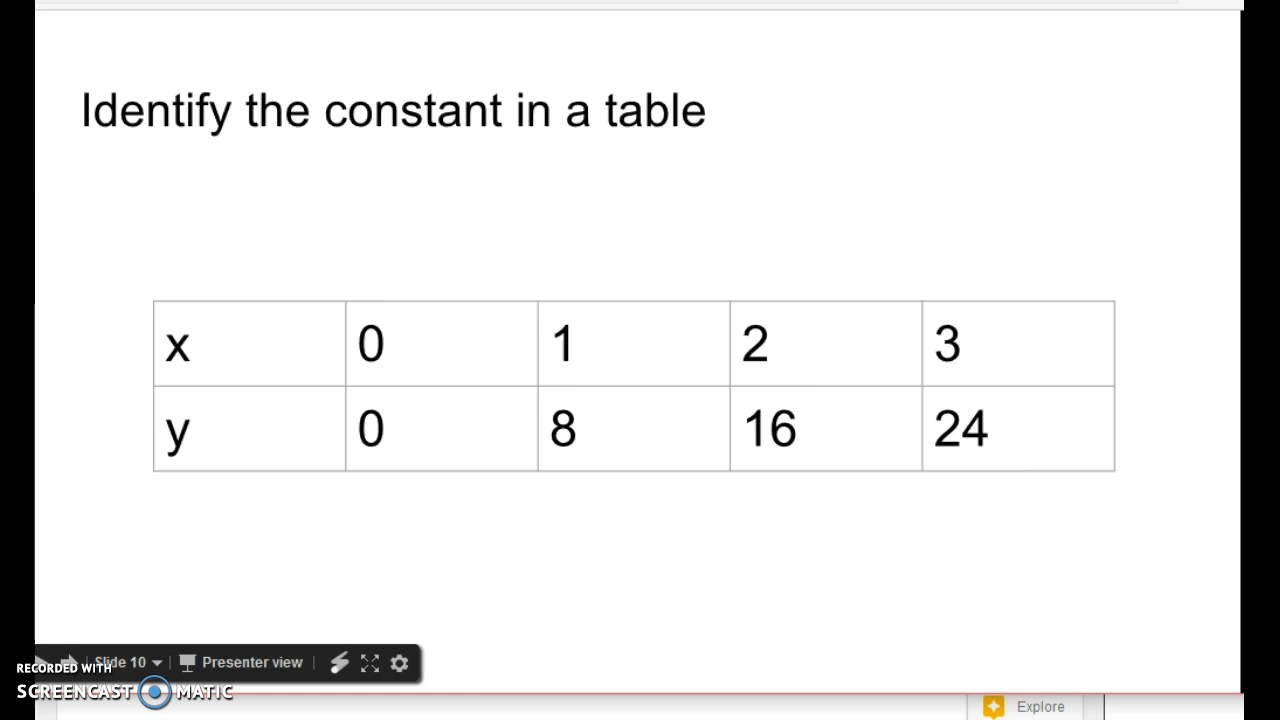 Identify the constant in a table
x 0 1 2 3
y 0 8 16 24
Slide 10 Presenter view
RECORDED WITH
SCREENCAST MATIC
Explore